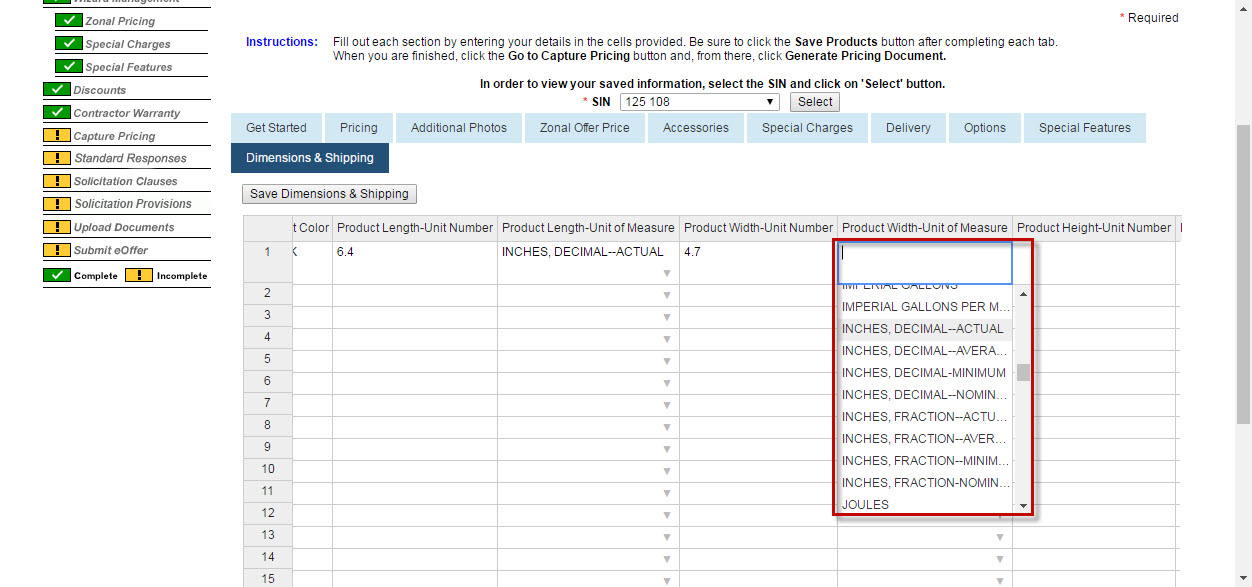 Wizard Management
Zonal Pricing
Special Charges
Special Features
Discounts
Contractor Warranty
Capture Pricing
Standard Responses
Solicitation Clauses
Solicitation Provisions
Upload Documents
Submit eOffer
Complete Incomplete
* Required
Instructions: Fill out each section by entering your details in the cells provided. Be sure to click the Save Products button after completing each tab.
When you are finished, click the Go to Capture Pricing button and, from there, click Generate Pricing Document.
In order to view your saved information, select the SIN and click on 'Select' button.
* SIN 125 108 Select
Get Started Pricing Additional Photos Zonal Offer Price Accessories Special Charges Delivery Options Special Features
Dimensions & Shipping
Save Dimensions & Shipping
t Color Product Length-Unit Number Product Length-Unit of Measure Product Width-Unit Number Product Width-Unit of Measure Product Height-Unit Number
1 K 6.4 INCHES, DECIMAL--ACTUAL 4.7
IMPERIAL GALLONS
2 IMPERIAL GALLONS PER M...
3 INCHES, DECIMAL--ACTUAL
4 INCHES, DECIMAL--AVERA...
5 INCHES, DECIMAL-MINIMUM
6 INCHES, DECIMAL--NOMIN...
7 INCHES, FRACTION--ACTU...
8 INCHES, FRACTION--AVER...
9 INCHES, FRACTION--MINIM...
10 INCHES, FRACTION-NOMIN...
11 JOULES
12
13
14
15